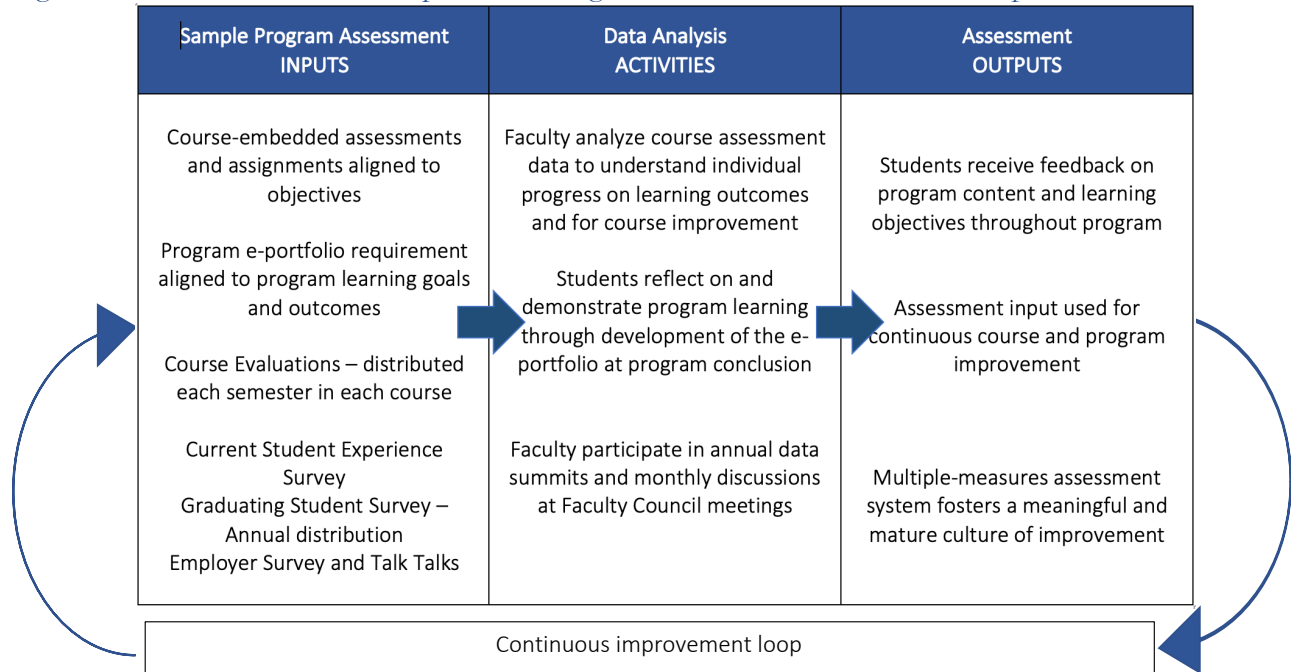 Sample Program Assessment
INPUTS
Data Analysis
ACTIVITIES
Assessment
OUTPUTS
Course-embedded assessments
and assignments aligned to
objectives
Program e-portfolio requirement
aligned to program learning goals
and outcomes
Course Evaluations – distributed
each semester in each course
Current Student Experience
Survey
Graduating Student Survey –
Annual distribution
Employer Survey and Talk Talks
Faculty analyze course assessment
data to understand individual
progress on learning outcomes
and for course improvement
Students reflect on and
demonstrate program learning
through development of the e-
portfolio at program conclusion
Faculty participate in annual data
summits and monthly discussions
at Faculty Council meetings
Students receive feedback on
program content and learning
objectives throughout program
Assessment input used for
continuous course and program
improvement
Multiple-measures assessment
system fosters a meaningful and
mature culture of improvement
Continuous improvement loop